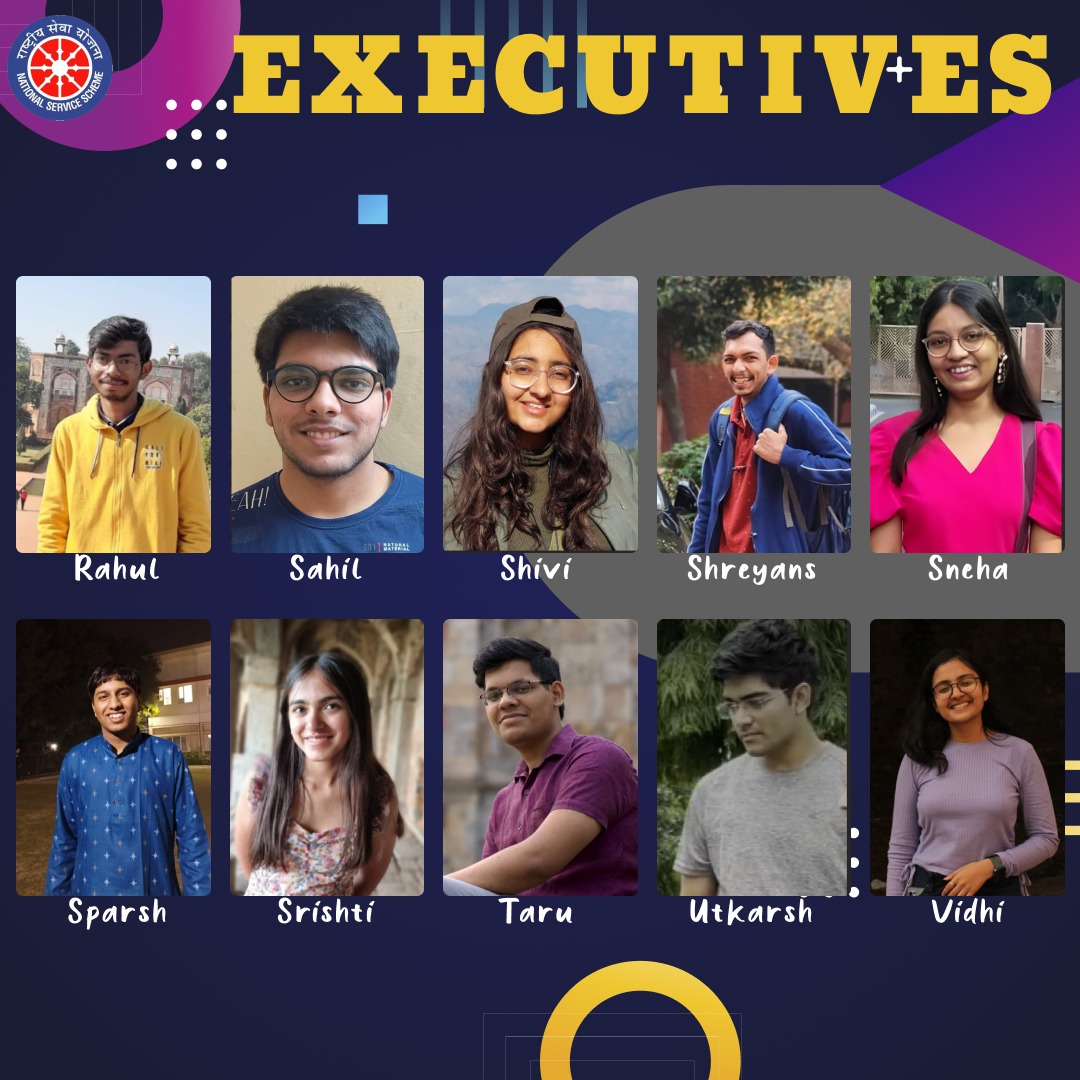 राष्ट्रीय सेवा योजना
NATIONAL SERVICE SCHEME
EXECUTIVES
Rahul
Sahil
Shivi
Shreyans
Sneha
Sparsh
Srishti
Taru
Utkarsh
Vidhi